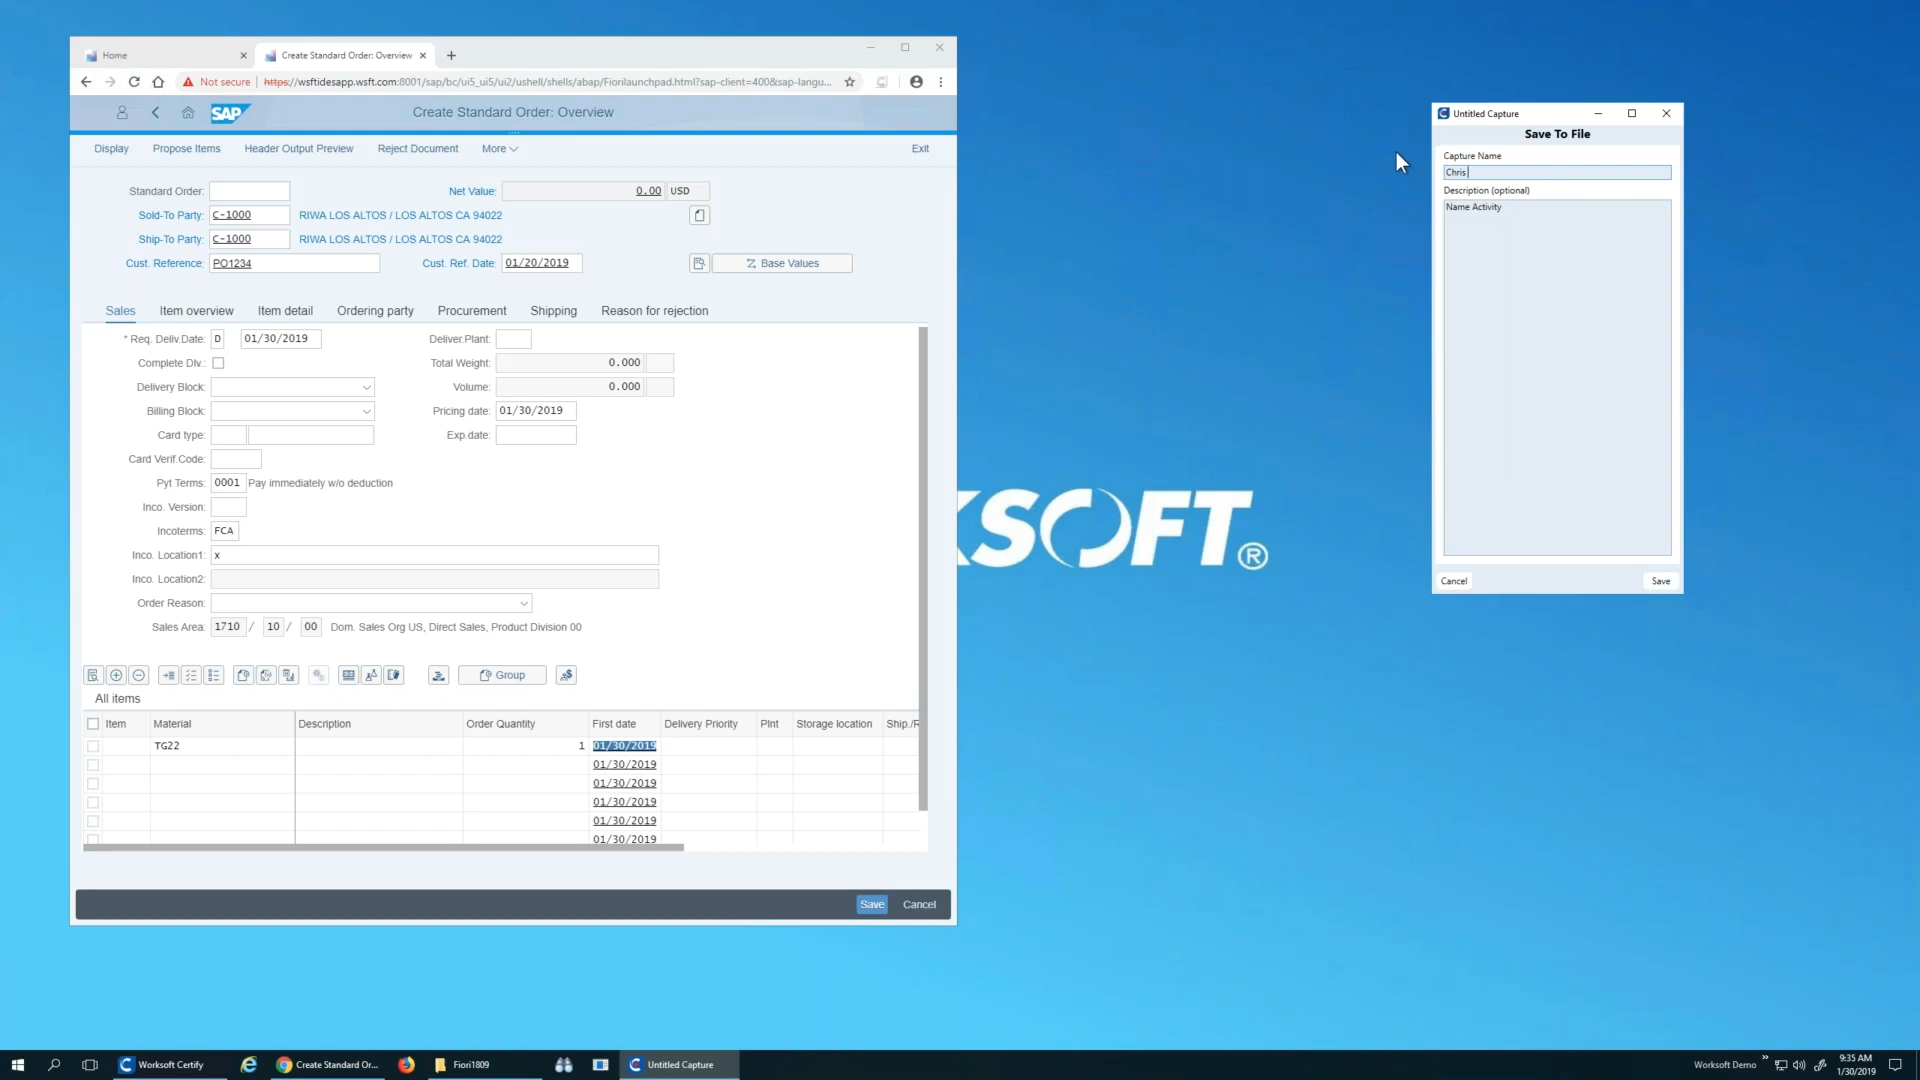 Home
Create Standard Order: Overview
Not secure
https://wsftidesapp.wsft.com:8001/sap/bc/ui5_ui5/ui2/ushell/shells/abap/Fiorilaunchpad.html?sap-client=400&sap-langu...
SAP
Create Standard Order: Overview
Display Propose Items Header Output Preview Reject Document More Exit
Standard Order: Net Value: 0.00 USD
Sold-To Party: C-1000 RIWA LOS ALTOS / LOS ALTOS CA 94022
Ship-To Party: C-1000 RIWA LOS ALTOS / LOS ALTOS CA 94022
Cust. Reference: PO1234 Cust. Ref. Date: 01/20/2019 Base Values
Sales Item overview Item detail Ordering party Procurement Shipping Reason for rejection
* Req. Deliv.Date: D 01/30/2019 Deliver.Plant:
Complete Dlv.: Total Weight: 0.000
Delivery Block: Volume: 0.000
Billing Block: Pricing date: 01/30/2019
Card type: Exp.date:
Card Verif.Code:
Pyt Terms: 0001 Pay immediately w/o deduction
Inco. Version:
Incoterms: FCA
Inco. Location1: x
Inco. Location2:
Order Reason:
Sales Area: 1710 / 10 / 00 Dom. Sales Org US, Direct Sales, Product Division 00
Group
All items
Item Material Description Order Quantity First date Delivery Priority Plnt Storage location Ship./R
TG22 1 01/30/2019
01/30/2019
01/30/2019
01/30/2019
01/30/2019
01/30/2019
Save Cancel
KSOFT®
Untitled Capture
Save To File
Capture Name
Chris
Description (optional)
Name Activity
Cancel Save
Worksoft Certify
Create Standard Or...
Fiori1809
Untitled Capture
Worksoft Demo
9:35 AM
1/30/2019